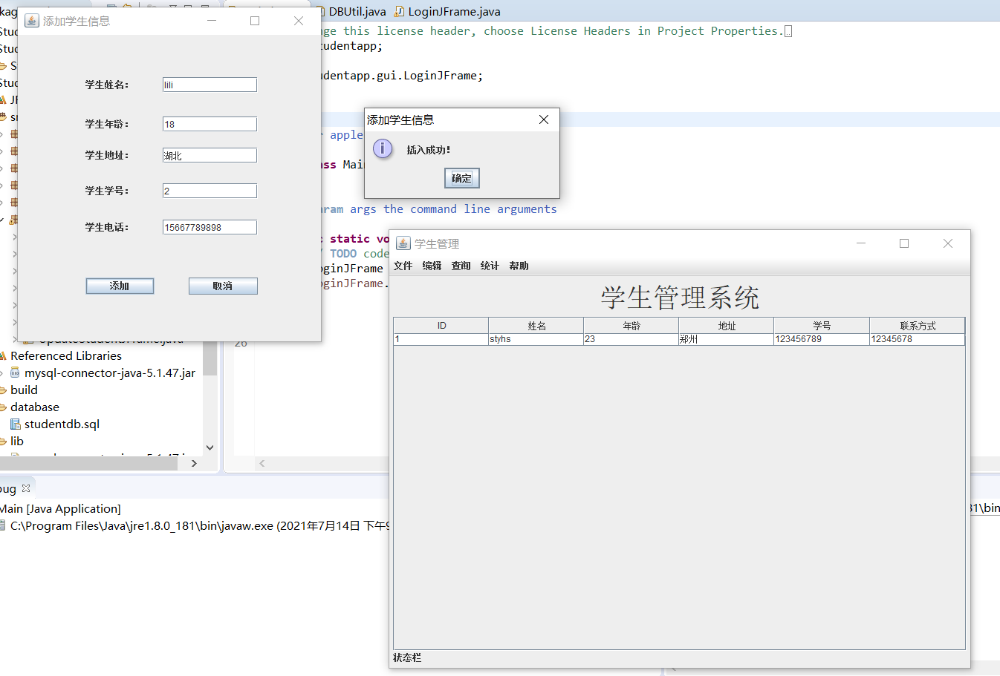 DBUtil.java
LoginJFrame.java
添加学生信息
学生姓名：
lili
学生年龄：
18
学生地址：
湖北
学生学号：
2
学生电话：
15667789898
添加
取消
nge this license header, choose License Headers in Project Properties.
tudentapp;
udentapp.gui.LoginJFrame;
apple
ass Main
aram args the command line arguments
c static vo
TODO code
oginJFrame
oginJFrame.
26
添加学生信息
插入成功!
确定
学生管理
文件 编辑 查询 统计 帮助
学生管理系统
ID 姓名 年龄 地址 学号 联系方式
1 styhs 23 郑州 123456789 12345678
状态栏
Referenced Libraries
mysql-connector-java-5.1.47.jar
build
database
studentdb.sql
lib
Main [Java Application]
C:\Program Files\Java\jre1.8.0_181\bin\javaw.exe (2021年7月14日 下午9